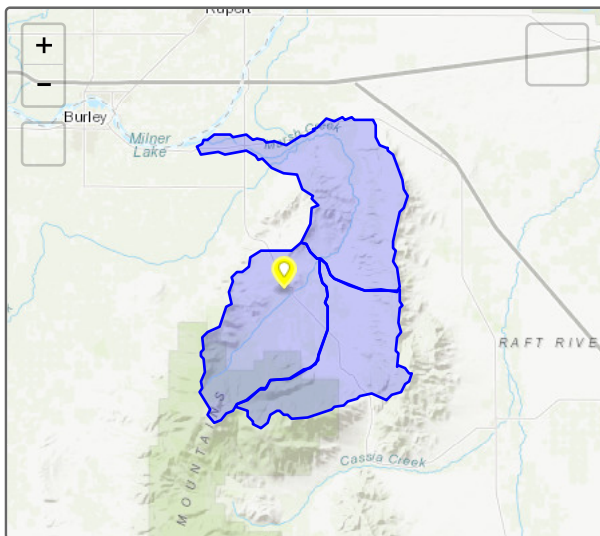 Rupert
+
-
Burley
Milner
Lake
Marsh Creek
RAFT RIVE
MOUNTAINS
Cassia Creek